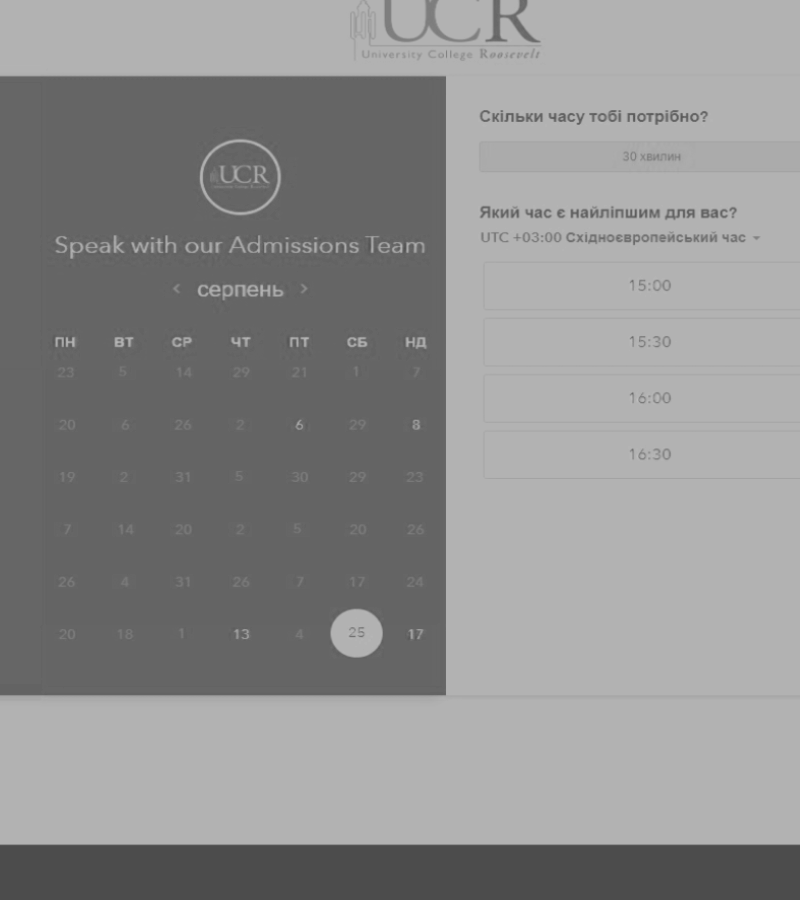 UCR
University College Roosevelt
UCR
Speak with our Admissions Team
< серпень >
ПН ВТ СР ЧТ ПТ СБ НД
23 5 14 29 21 1 7
20 6 26 2 6 29 8
19 2 31 5 30 29 23
7 14 20 2 5 20 26
26 4 31 26 7 17 24
20 18 1 13 4 25 17
Скільки часу тобі потрібно?
30 хвилин
Який час є найліпшим для вас?
UTC +03:00 Східноєвропейський час
15:00
15:30
16:00
16:30